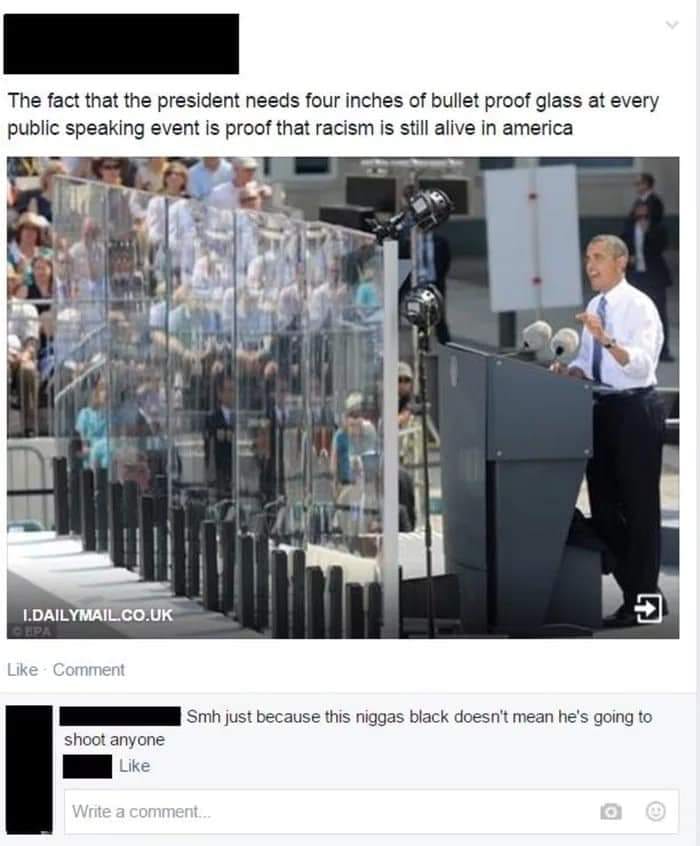 The fact that the president needs four inches of bullet proof glass at every
public speaking event is proof that racism is still alive in america
I.DAILYMAIL.CO.UK
© EPA
Like · Comment
Smh just because this niggas black doesn't mean he's going to
shoot anyone
Like
Write a comment...